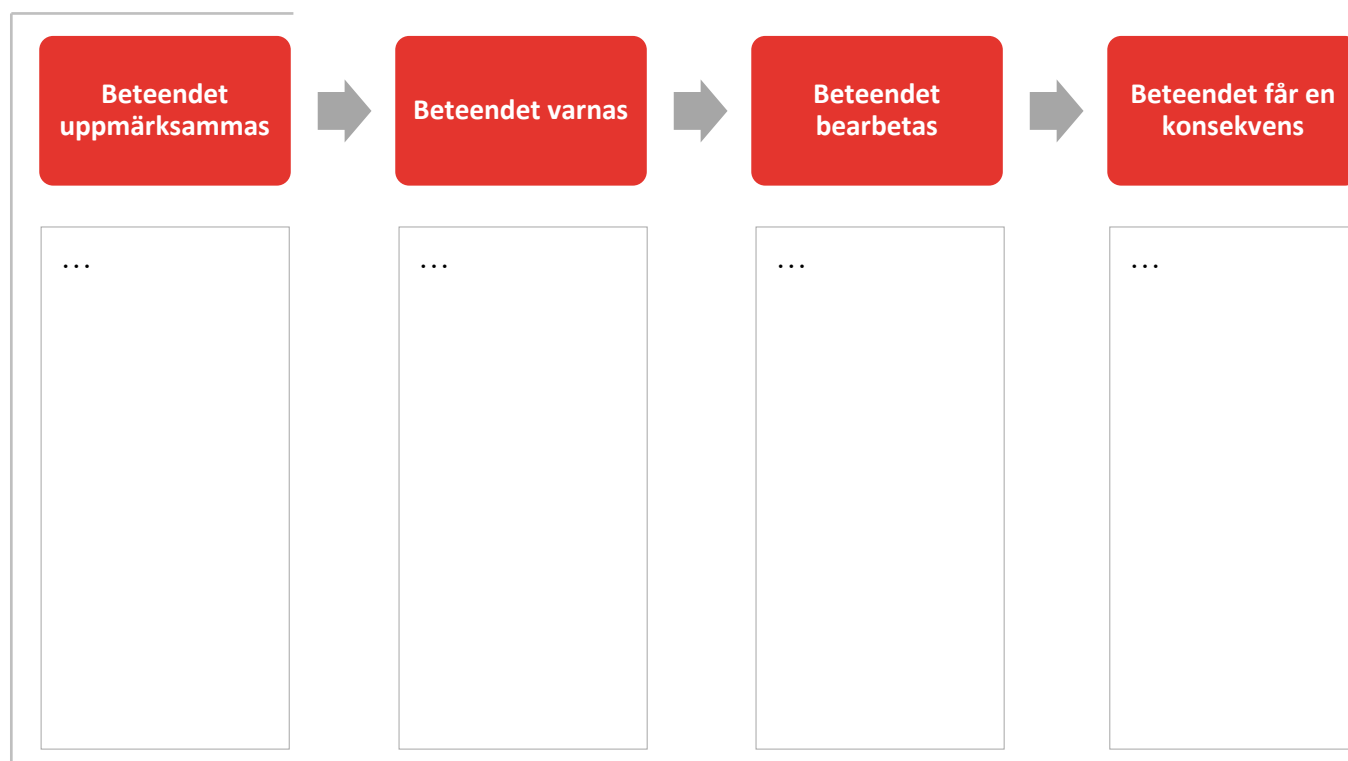 Beteendet
uppmärksammas
Beteendet varnas
Beteendet
bearbetas
Beteendet får en
konsekvens
...
...
...
...